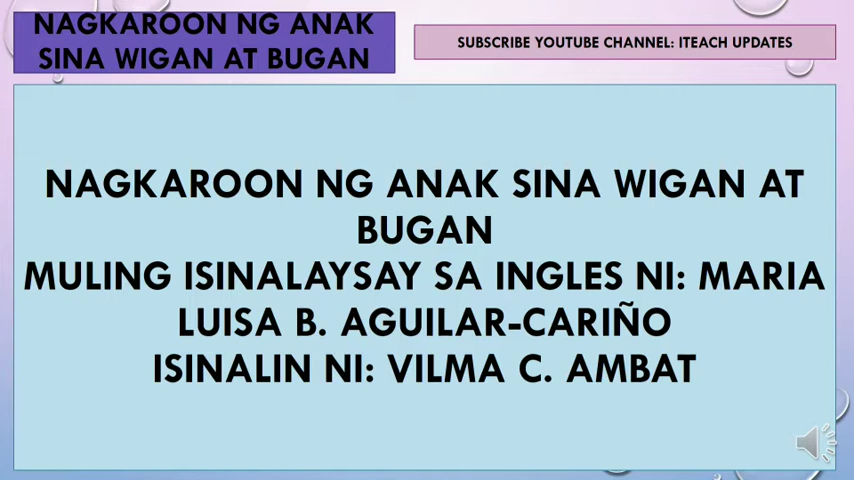 NAGKAROON NG ANAK
SINA WIGAN AT BUGAN
SUBSCRIBE YOUTUBE CHANNEL: ITEACH UPDATES
NAGKAROON NG ANAK SINA WIGAN AT
BUGAN
MULING ISINALAYSAY SA INGLES NI: MARIA
LUISA B. AGUILAR-CARIÑO
ISINALIN NI: VILMA C. AMBAT